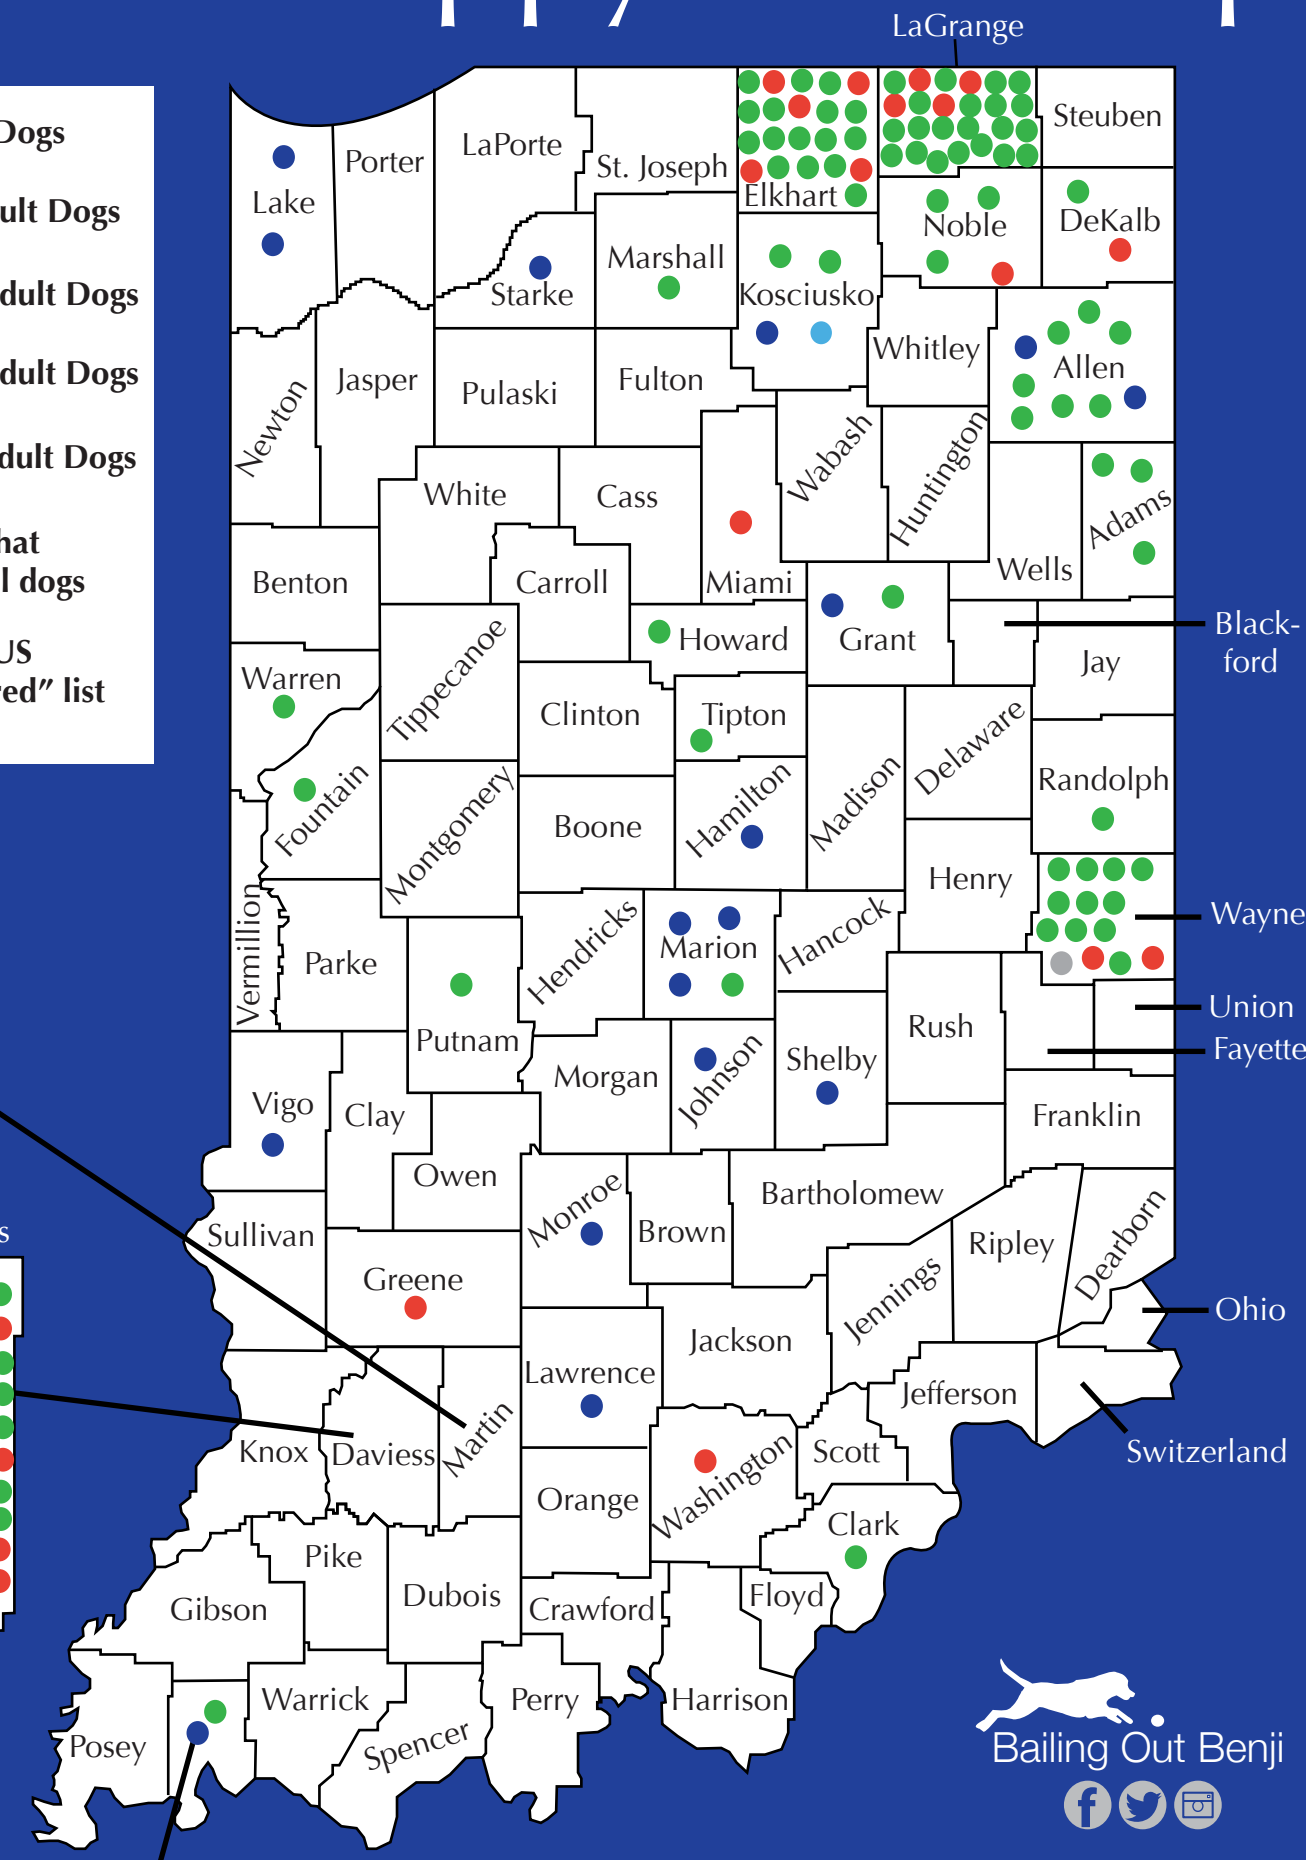 LaGrange
Dogs
ult Dogs
dult Dogs
dult Dogs
dult Dogs
hat
l dogs
US
red” list
s
Steuben
Porter
LaPorte
St. Joseph
Elkhart
Lake
Noble
DeKalb
Starke
Marshall
Kosciusko
Whitley
Allen
Newton
Jasper
Pulaski
Fulton
Wabash
Huntington
White
Cass
Adams
Benton
Carroll
Miami
Wells
Grant
Howard
Black-
ford
Jay
Warren
Tippecanoe
Clinton
Tipton
Delaware
Randolph
Fountain
Montgomery
Boone
Hamilton
Madison
Henry
Wayne
Vermillion
Parke
Putnam
Hendricks
Marion
Hancock
Union
Rush
Fayette
Morgan
Johnson
Shelby
Vigo
Clay
Franklin
Owen
Monroe
Brown
Bartholomew
Sullivan
Ripley
Dearborn
Greene
Jennings
Ohio
Jackson
Lawrence
Jefferson
Knox
Daviess
Martin
Washington
Scott
Switzerland
Orange
Clark
Pike
Dubois
Gibson
Crawford
Floyd
Warrick
Perry
Harrison
Posey
Spencer
Bailing Out Benji